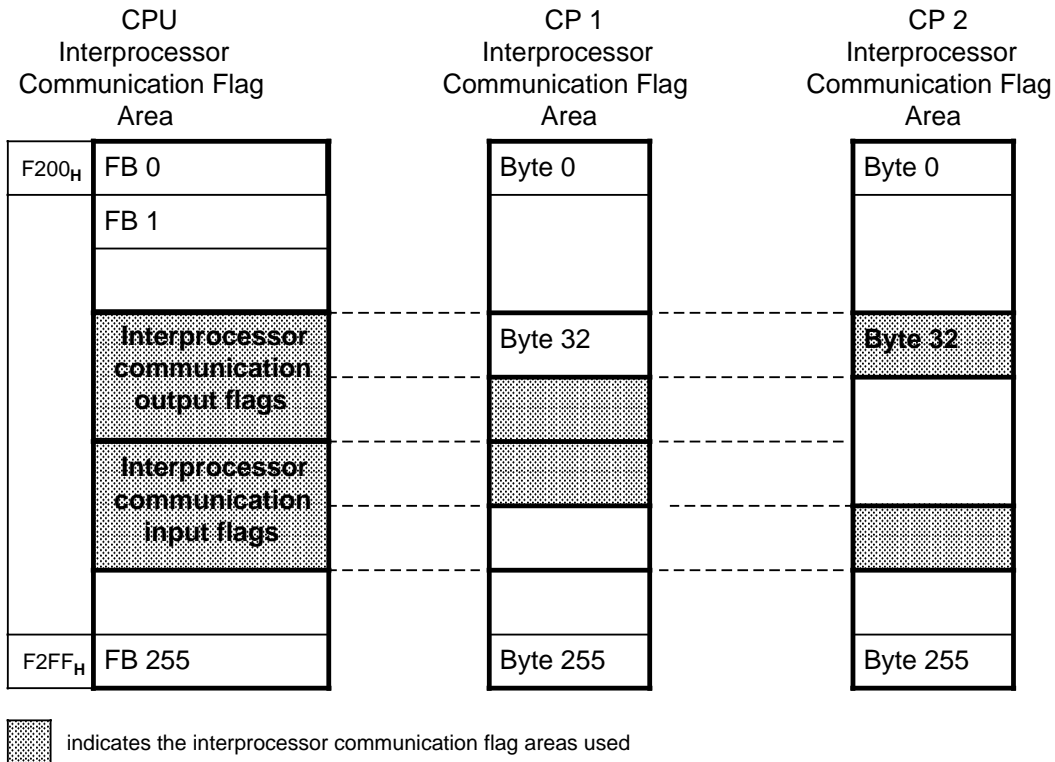 CPU
Interprocessor
Communication Flag
Area
CP 1
Interprocessor
Communication Flag
Area
CP 2
Interprocessor
Communication Flag
Area
F200H
FB 0
FB 1
Interprocessor
communication
output flags
Interprocessor
communication
input flags
F2FFH
FB 255
Byte 0
Byte 32
Byte 255
Byte 0
Byte 32
Byte 255
indicates the interprocessor communication flag areas used